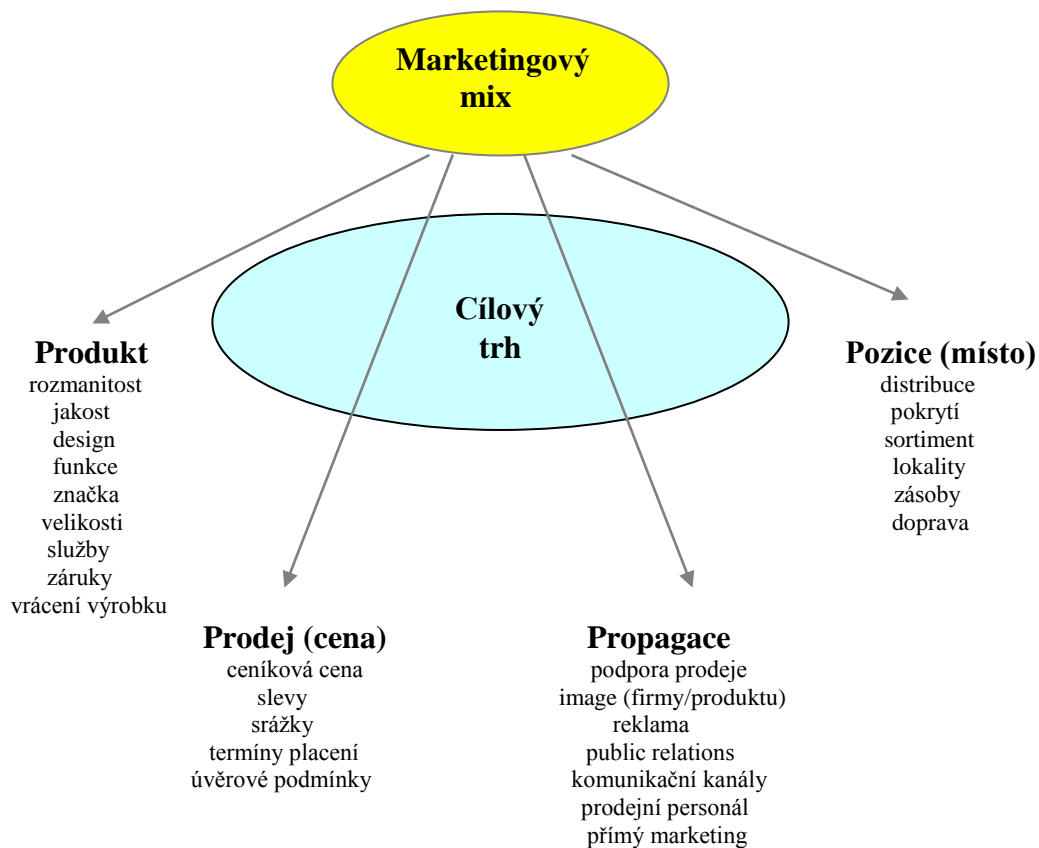 Marketingový
mix
Cílový
trh
Produkt
rozmanitost
jakost
design
funkce
značka
velikosti
služby
záruky
vrácení výrobku
Prodej (cena)
ceníková cena
slevy
srážky
termíny placení
úvěrové podmínky
Propagace
podpora prodeje
image (firmy/produktu)
reklama
public relations
komunikační kanály
prodejní personál
přímý marketing
Pozice (místo)
distribuce
pokrytí
sortiment
lokality
zásoby
doprava